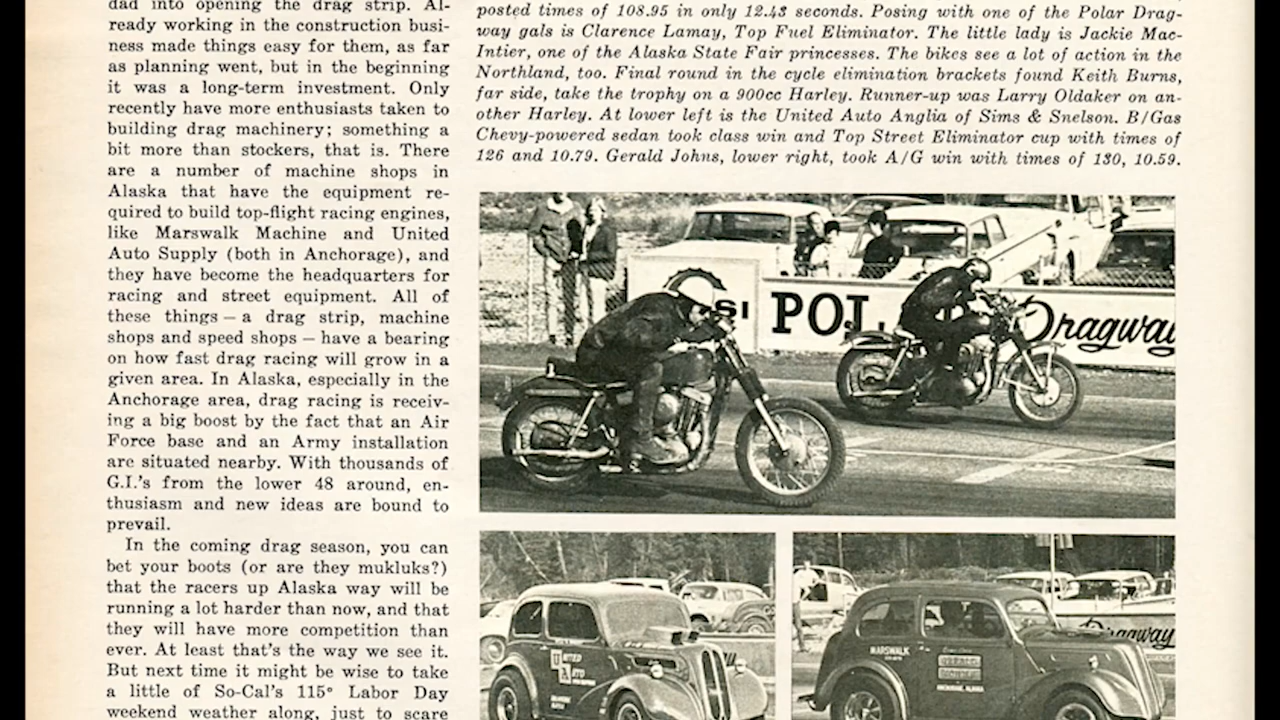 dad into opening the drag strip. Al-
ready working in the construction busi-
ness made things easy for them, as far
as planning went, but in the beginning
it was a long-term investment. Only
recently have more enthusiasts taken to
building drag machinery; something a
bit more than stockers, that is. There
are a number of machine shops in
Alaska that have the equipment re-
quired to build top-flight racing engines,
like Marswalk Machine and United
Auto Supply (both in Anchorage), and
they have become the headquarters for
racing and street equipment. All of
these things – a drag strip, machine
shops and speed shops – have a bearing
on how fast drag racing will grow in a
given area. In Alaska, especially in the
Anchorage area, drag racing is receiv-
ing a big boost by the fact that an Air
Force base and an Army installation
are situated nearby. With thousands of
G.I.'s from the lower 48 around, en-
thusiasm and new ideas are bound to
prevail.
In the coming drag season, you can
bet your boots (or are they mukluks?)
that the racers up Alaska way will be
running a lot harder than now, and that
they will have more competition than
ever. At least that's the way we see it.
But next time it might be wise to take
a little of So-Cal's 115° Labor Day
weekend weather along, just to scare
posted times of 108.95 in only 12.43 seconds. Posing with one of the Polar Drag-
way gals is Clarence Lamay, Top Fuel Eliminator. The little lady is Jackie Mac-
Intier, one of the Alaska State Fair princesses. The bikes see a lot of action in the
Northland, too. Final round in the cycle elimination brackets found Keith Burns,
far side, take the trophy on a 900cc Harley. Runner-up was Larry Oldaker on an-
other Harley. At lower left is the United Auto Anglia of Sims & Snelson. B/Gas
Chevy-powered sedan took class win and Top Street Eliminator cup with times of
126 and 10.79. Gerald Johns, lower right, took A/G win with times of 130, 10.59.
SI
POL
Dragway
UNITED
AUTO
MARSWALK
ANCHORAGE, ALASKA
Dragway